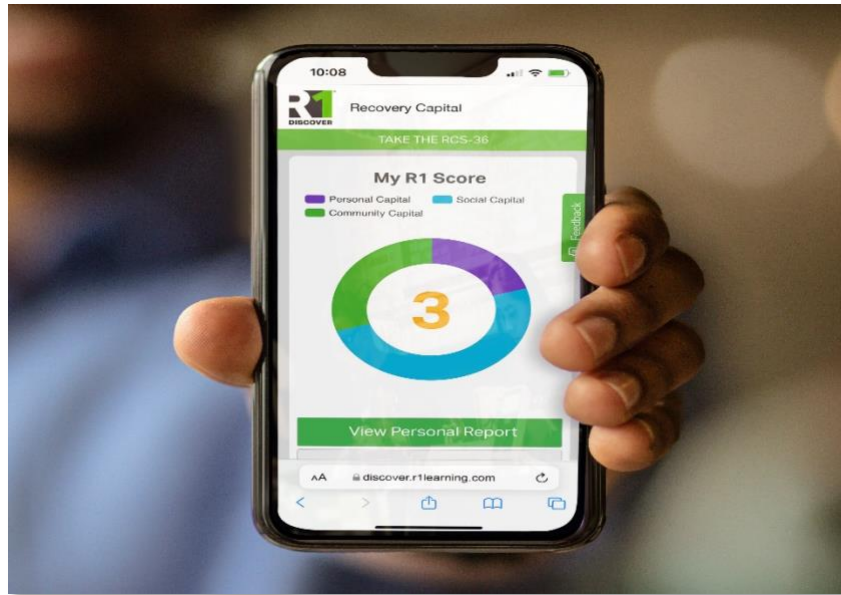 10:08
R1
DISCOVER
Recovery Capital
TAKE THE RCS-36
My R1 Score
Personal Capital
Social Capital
Community Capital
Feedback
3
View Personal Report
AA
discover.r1learning.com